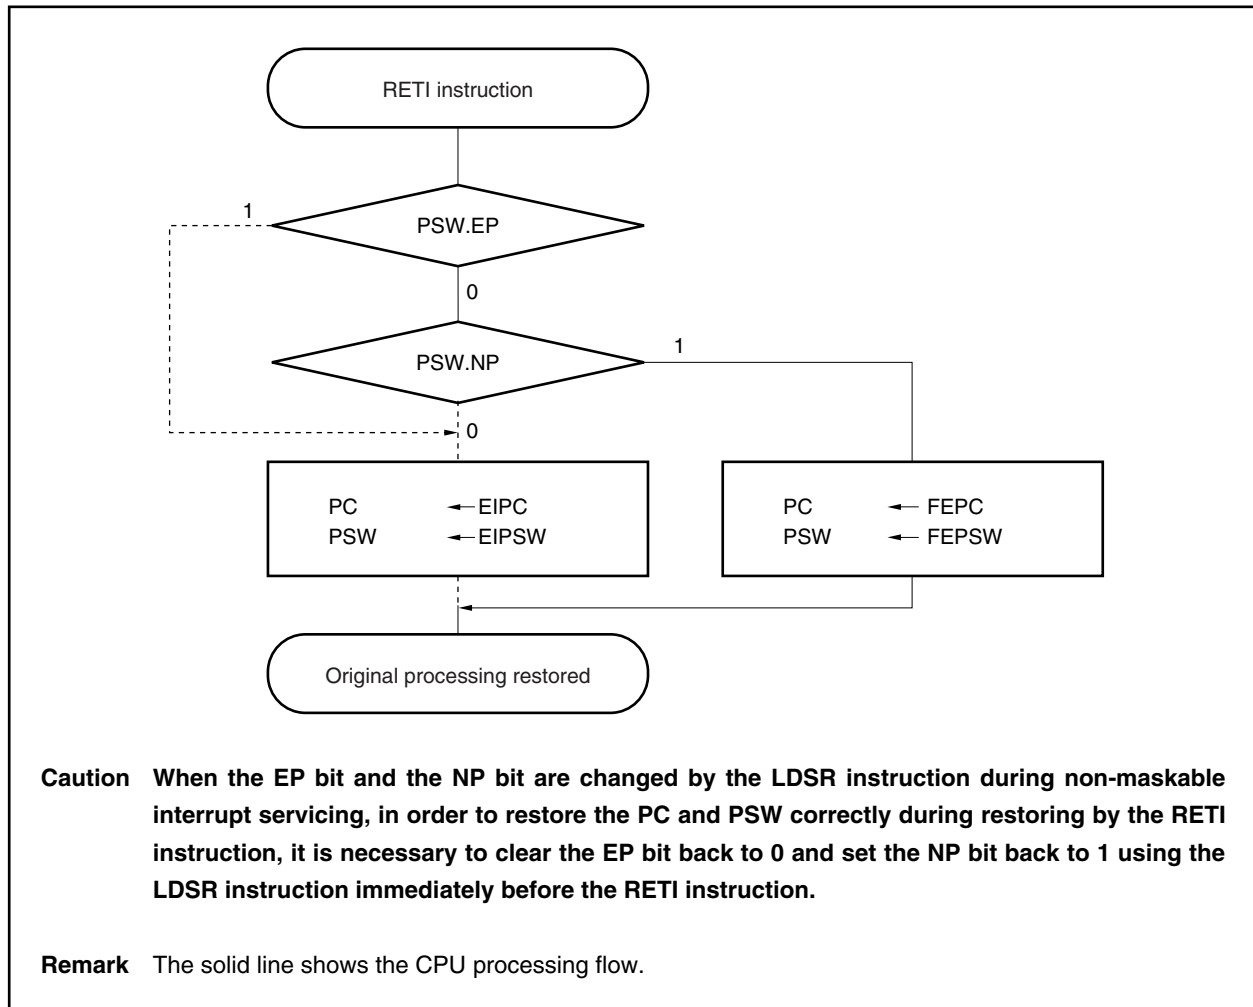 RETI instruction
1
PSW.EP
0
PSW.NP
1
0
PC ← EIPC
PSW ← EIPSW
PC ← FEPC
PSW ← FEPSW
Original processing restored
Caution When the EP bit and the NP bit are changed by the LDSR instruction during non-maskable
interrupt servicing, in order to restore the PC and PSW correctly during restoring by the RETI
instruction, it is necessary to clear the EP bit back to 0 and set the NP bit back to 1 using the
LDSR instruction immediately before the RETI instruction.
Remark The solid line shows the CPU processing flow.